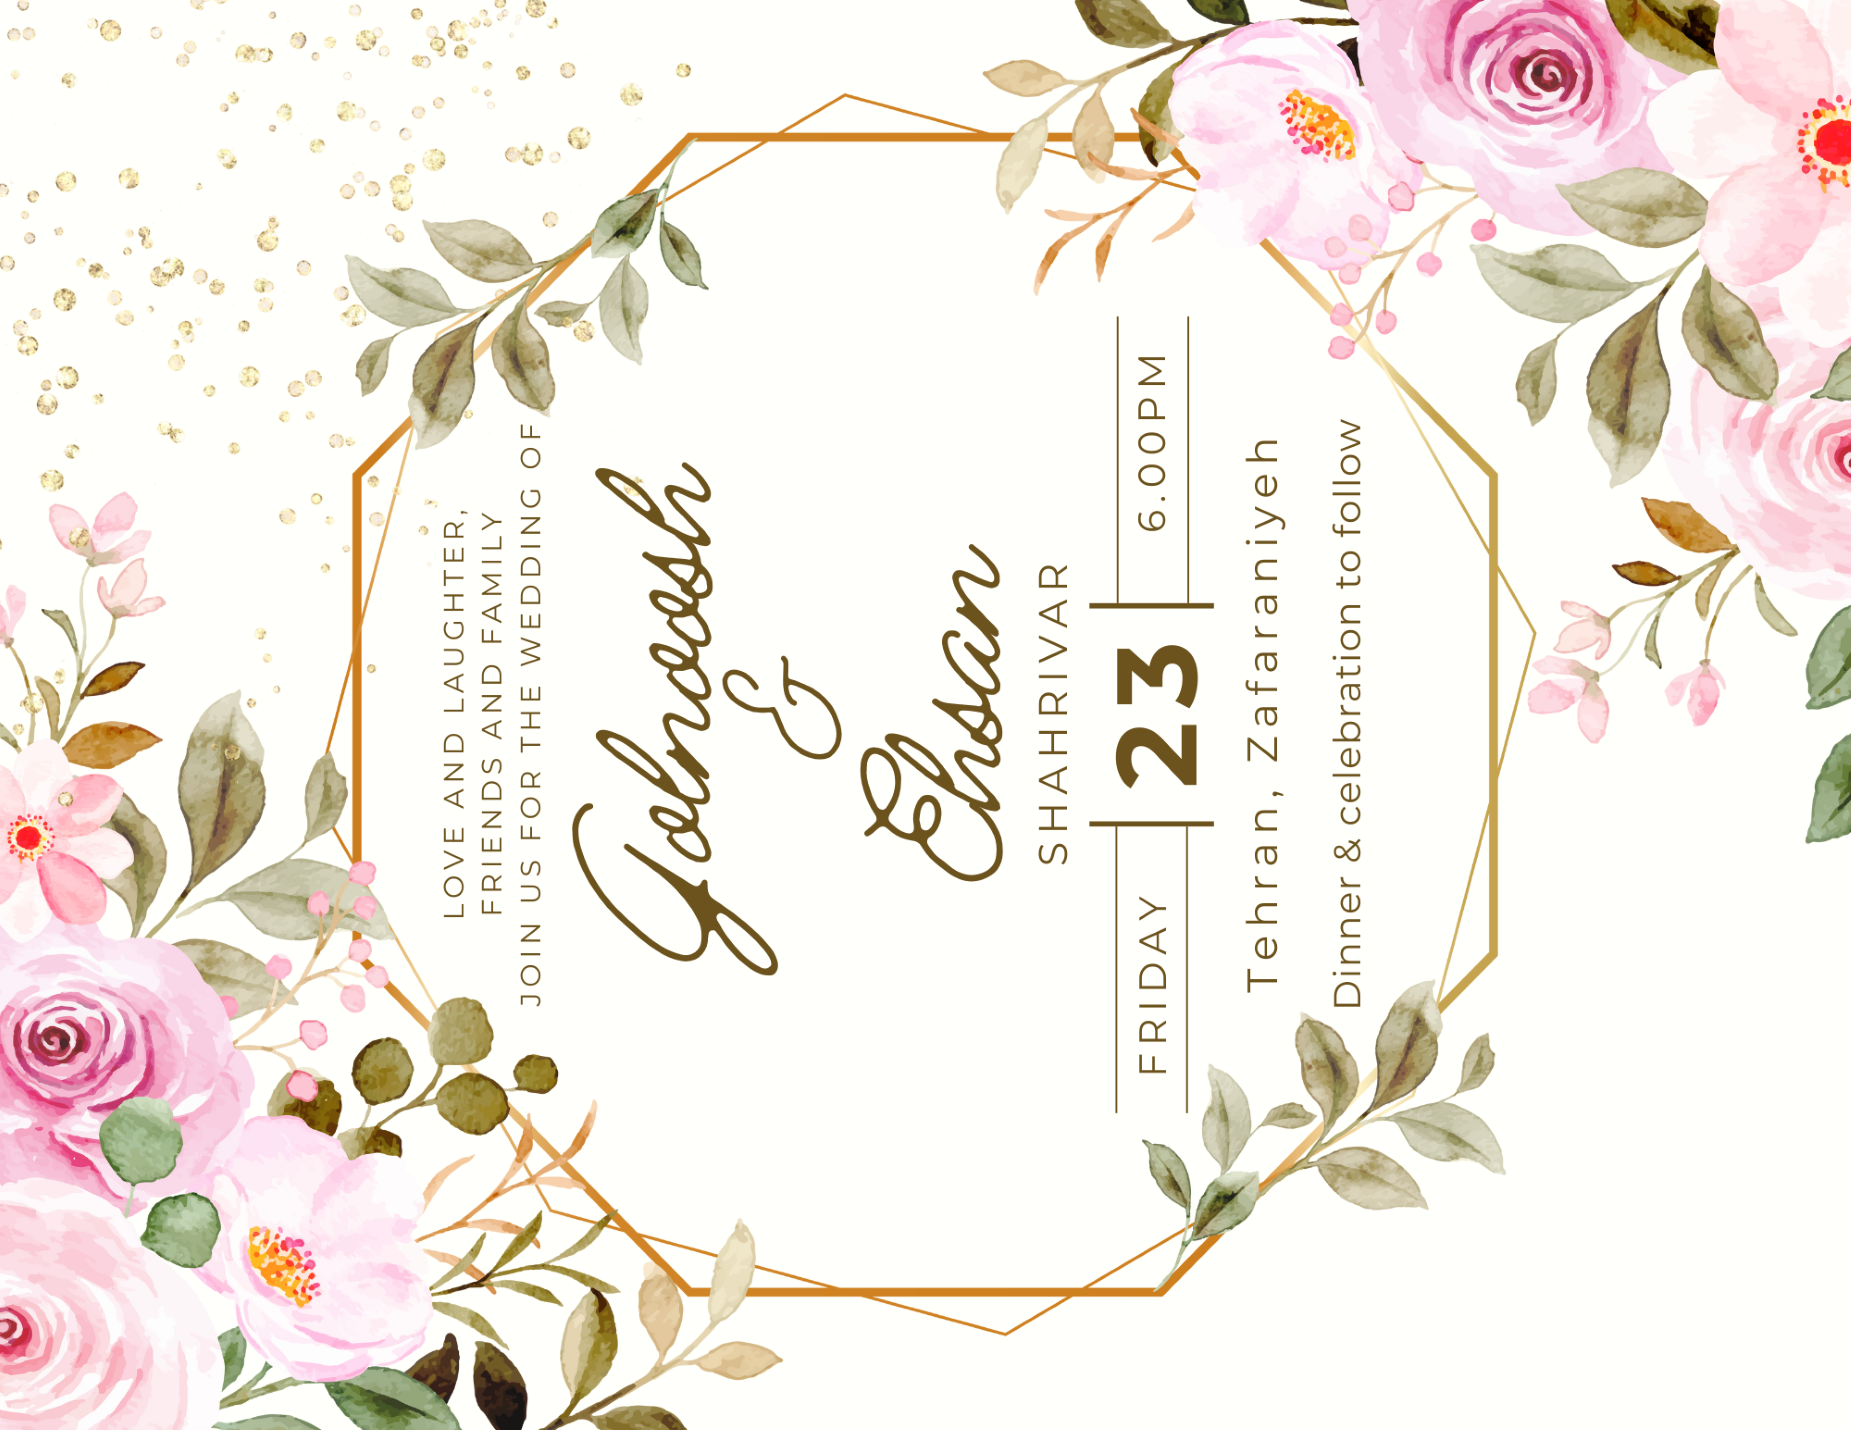 LOVE AND LAUGHTER,
FRIENDS AND FAMILY
JOIN US FOR THE WEDDING OF
Golnoosh
&
Ehsan
SHAHRIVAR
FRIDAY 23 6.00PM
Tehran, Zafaraniyeh
Dinner & celebration to follow